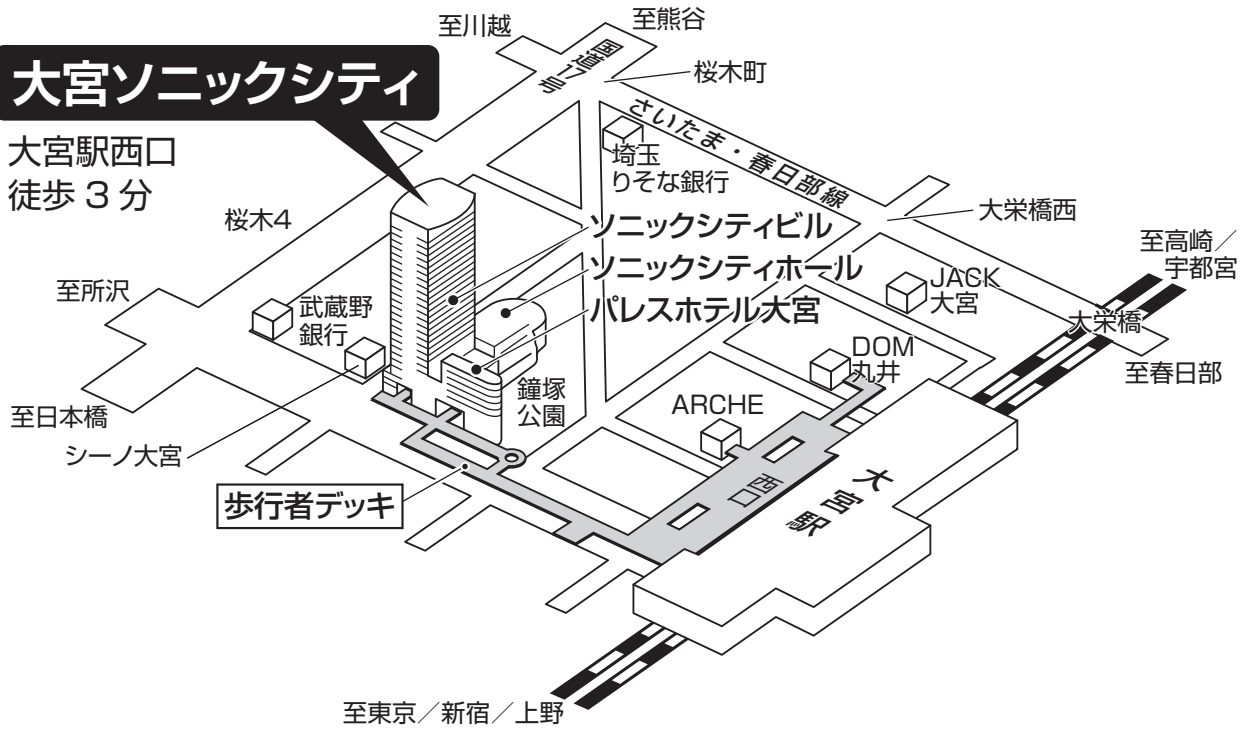 至川越
至熊谷
国道17号
桜木町
大宮ソニックシティ
大宮駅西口
徒歩 3 分
さいたま・春日部線
埼玉
りそな銀行
大栄橋西
桜木4
ソニックシティビル
ソニックシティホール
パレスホテル大宮
至高崎／
宇都宮
至所沢
武蔵野
銀行
JACK
大宮
大栄橋
DOM
丸井
至春日部
鐘塚
公園
ARCHE
至日本橋
シーノ大宮
歩行者デッキ
西口
大宮駅
至東京／新宿／上野